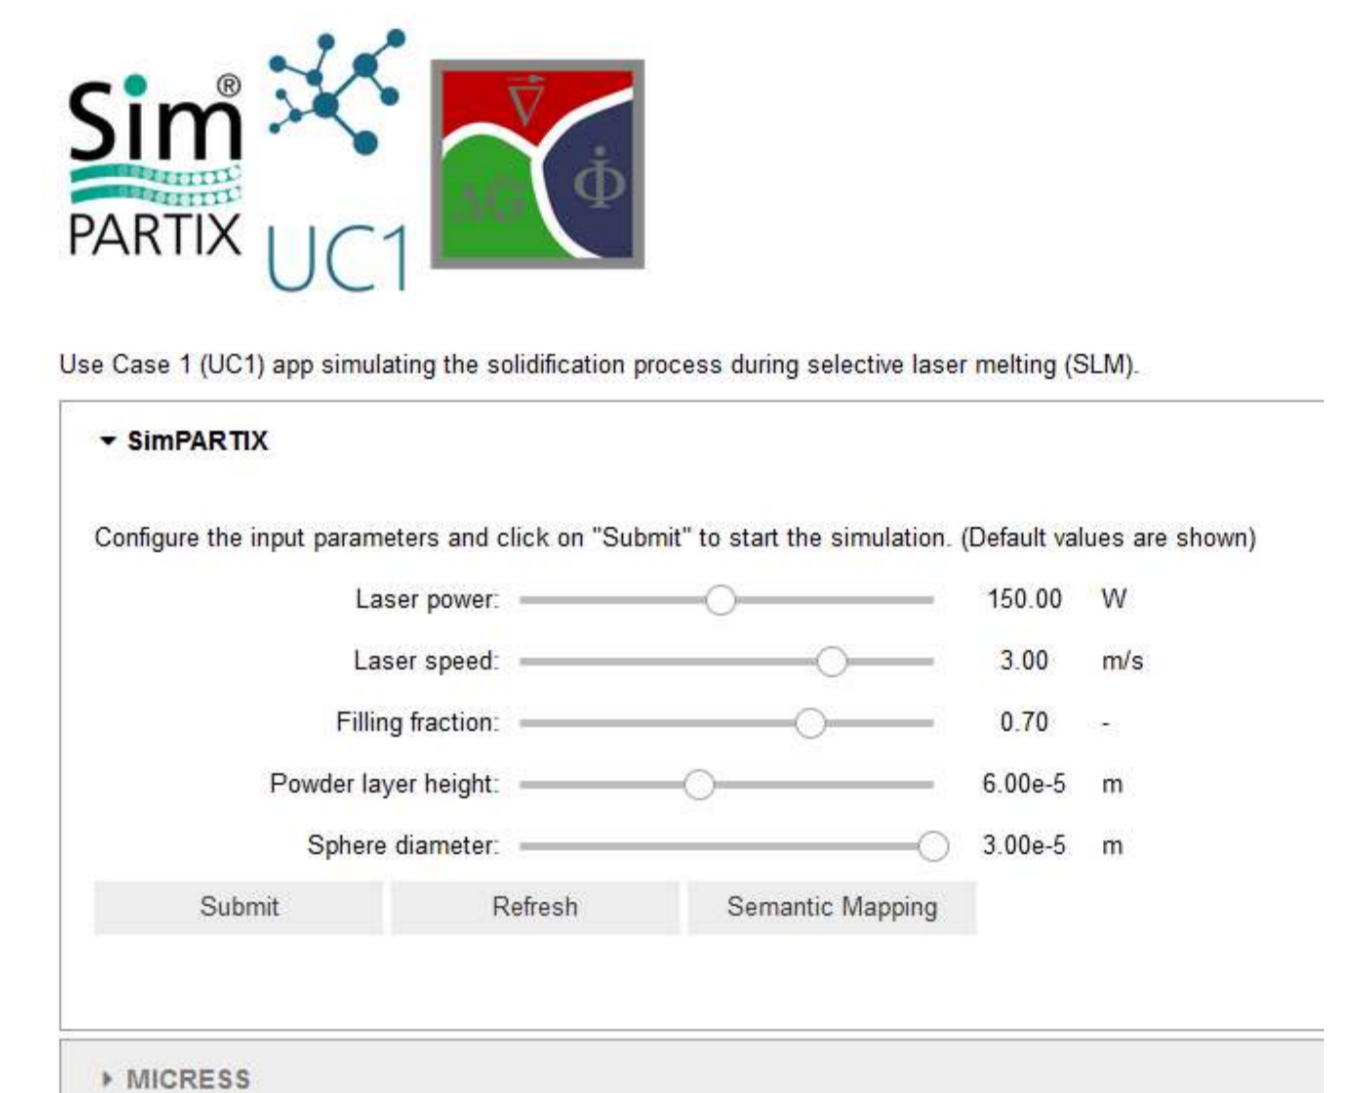 Sim®
PARTIX
UC1
ΔG
∇
Φ
Use Case 1 (UC1) app simulating the solidification process during selective laser melting (SLM).
SimPARTIX
Configure the input parameters and click on "Submit" to start the simulation. (Default values are shown)
Laser power: 150.00 W
Laser speed: 3.00 m/s
Filling fraction: 0.70 -
Powder layer height: 6.00e-5 m
Sphere diameter: 3.00e-5 m
Submit Refresh Semantic Mapping
MICRESS